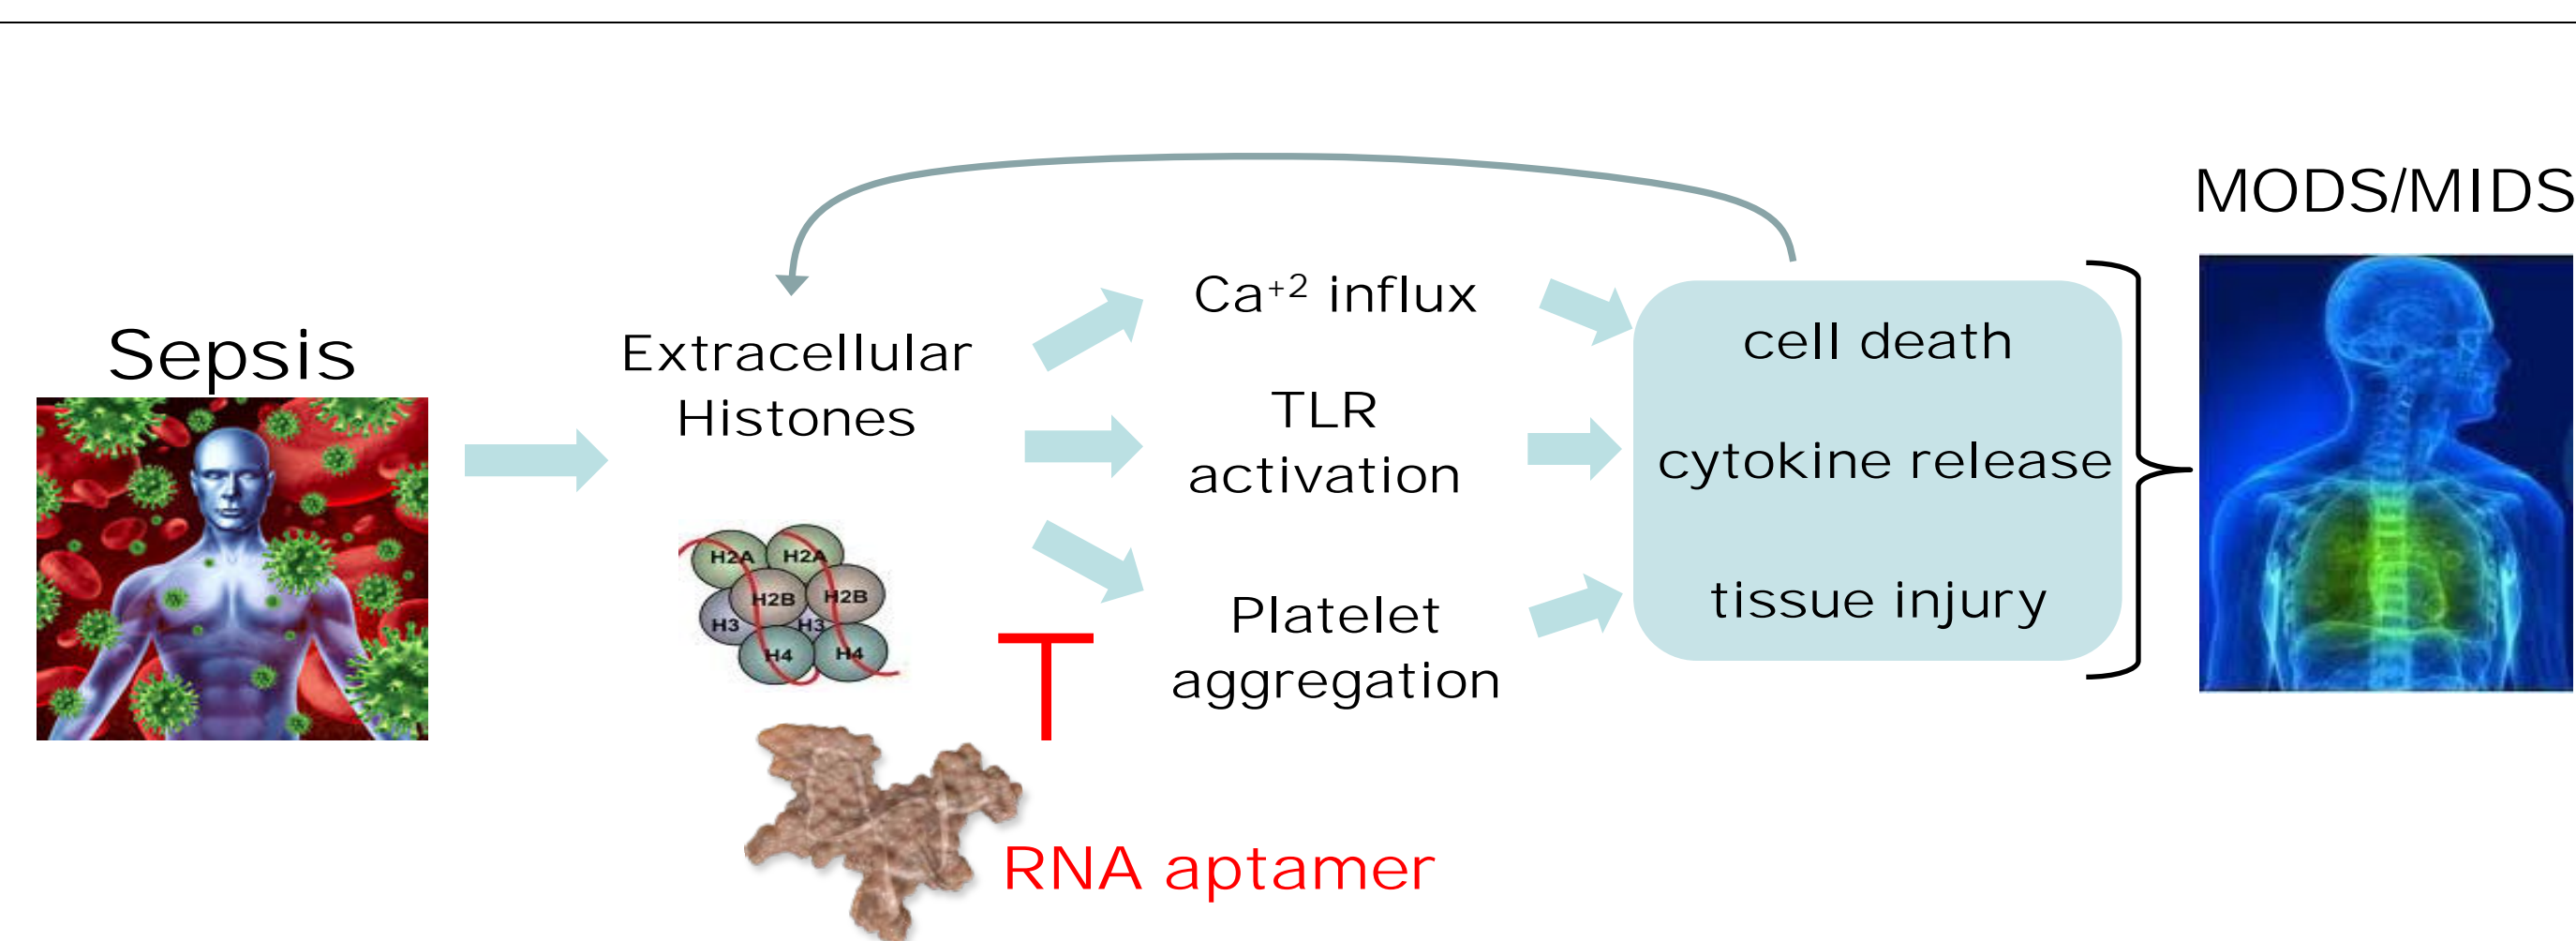 Sepsis
Extracellular
Histones
H2A H2A
H2B H2B
H3 H3
H4 H4
RNA aptamer
Ca⁺² influx
TLR
activation
Platelet
aggregation
cell death
cytokine release
tissue injury
MODS/MIDS